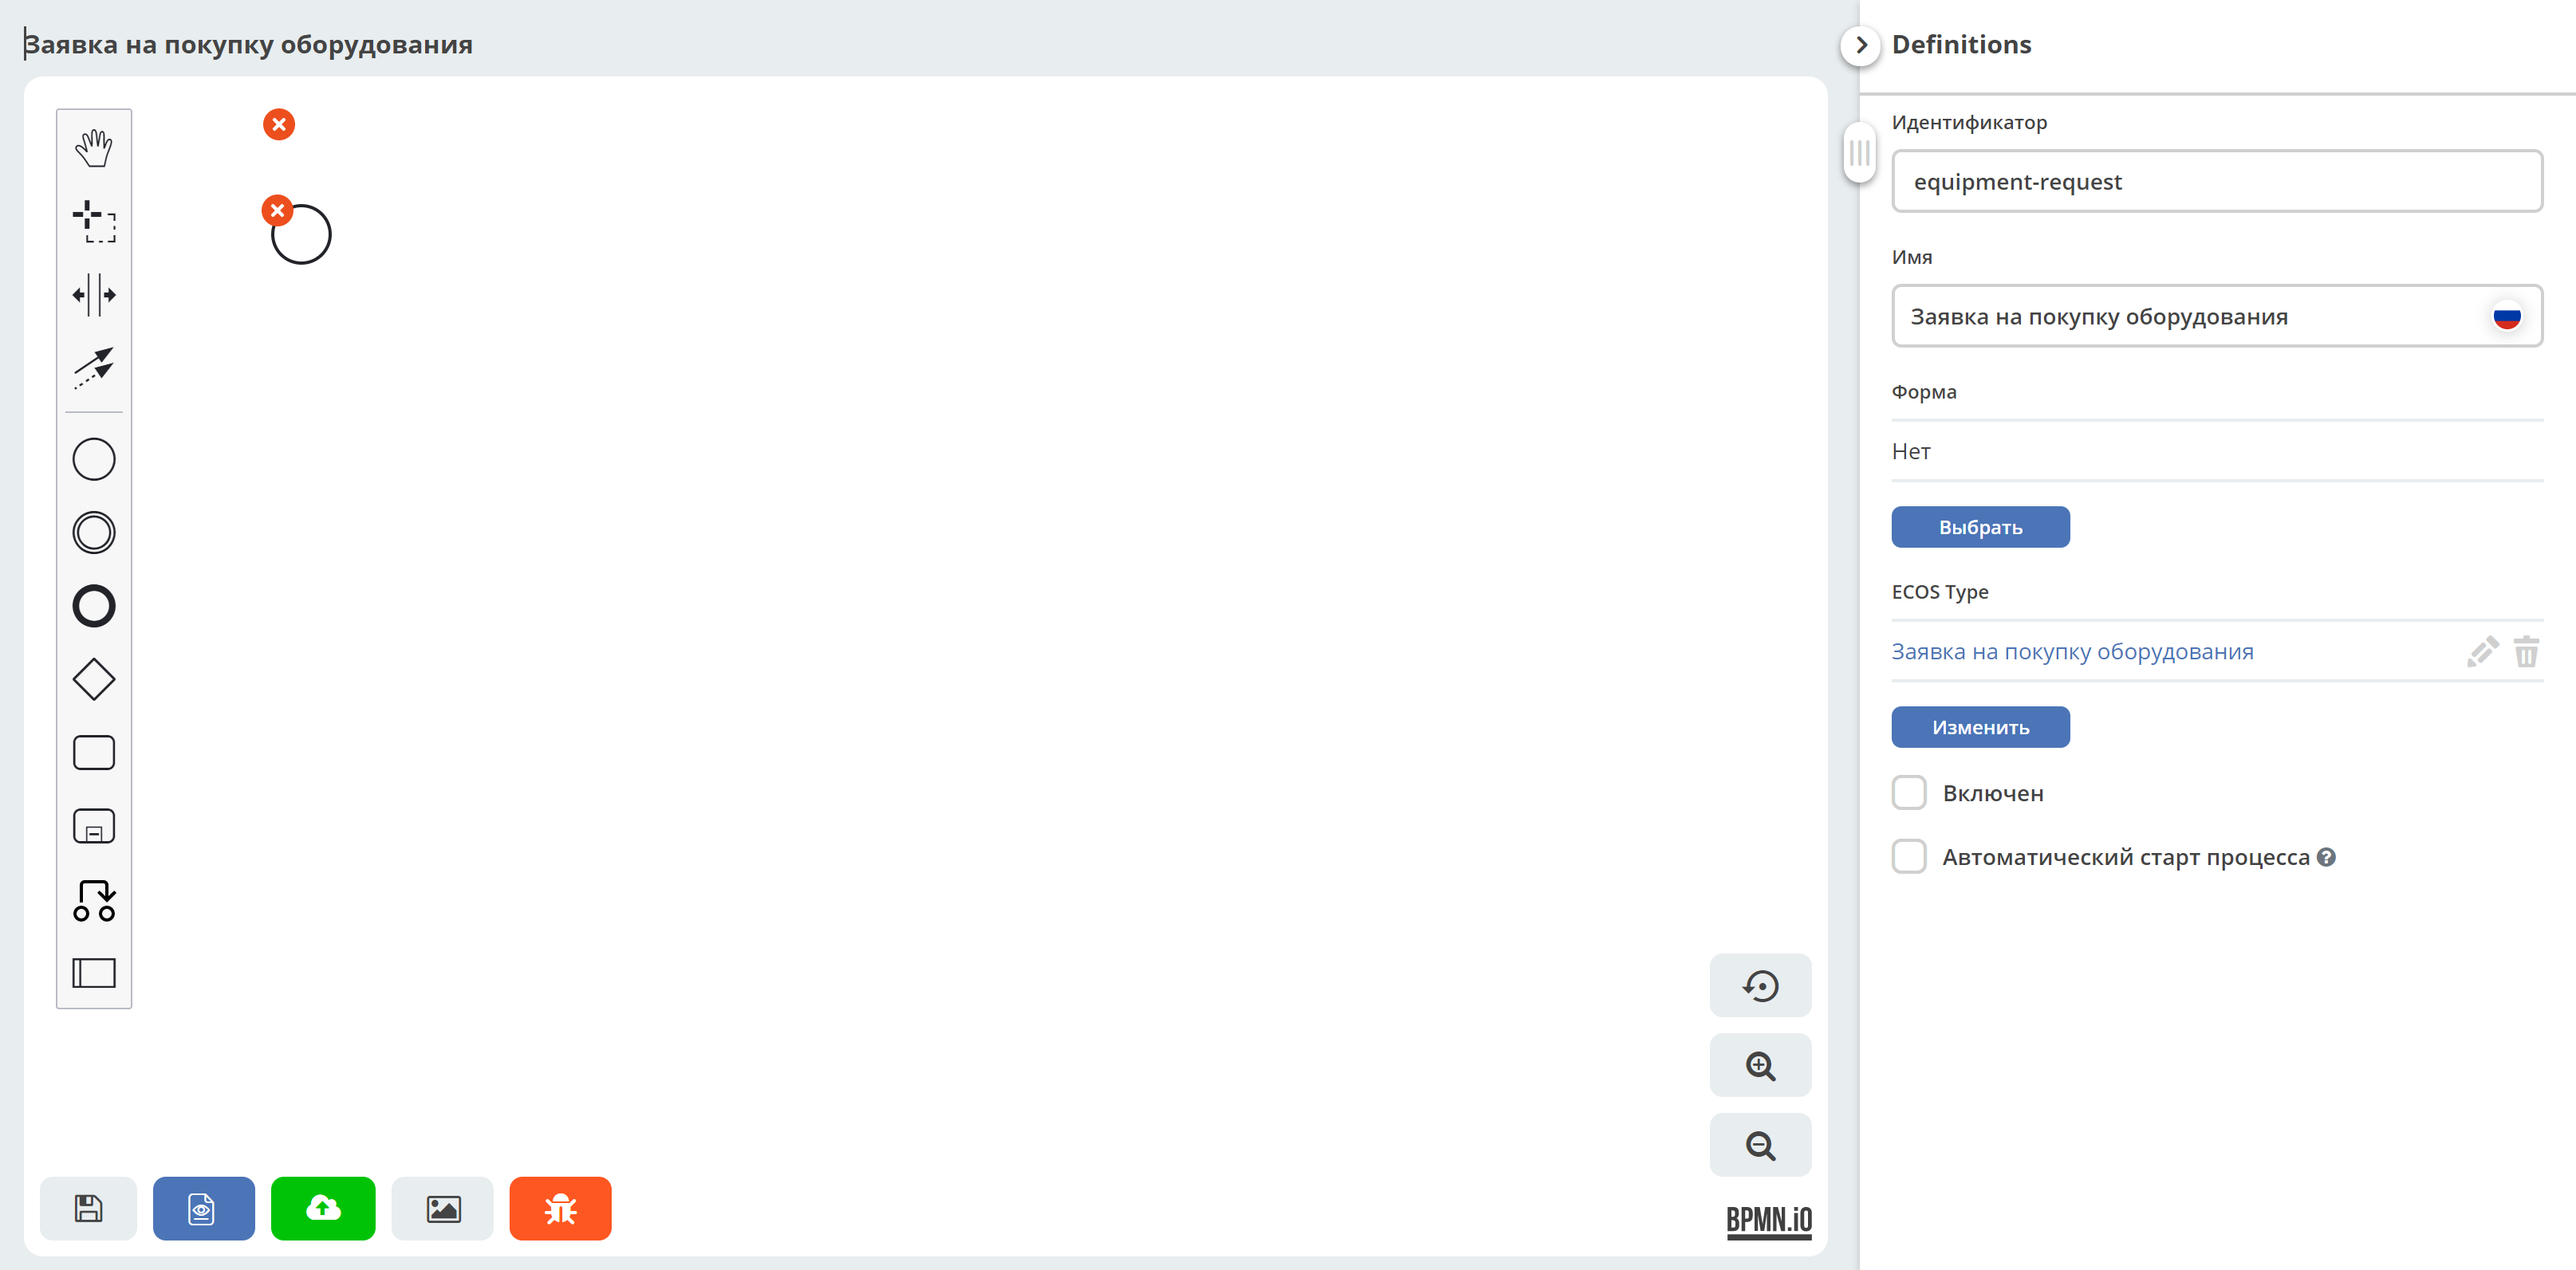 Заявка на покупку оборудования
Definitions
Идентификатор
equipment-request
Имя
Заявка на покупку оборудования
Форма
Нет
Выбрать
ECOS Type
Заявка на покупку оборудования
Изменить
Включен
Автоматический старт процесса ?
BPMN.iO